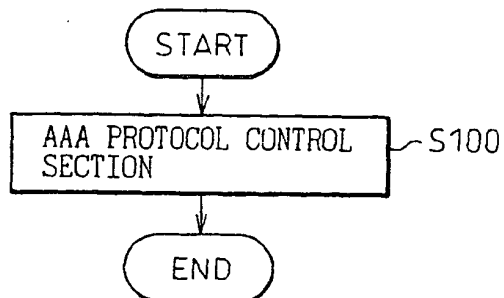 START
AAA PROTOCOL CONTROL
SECTION
S100
END